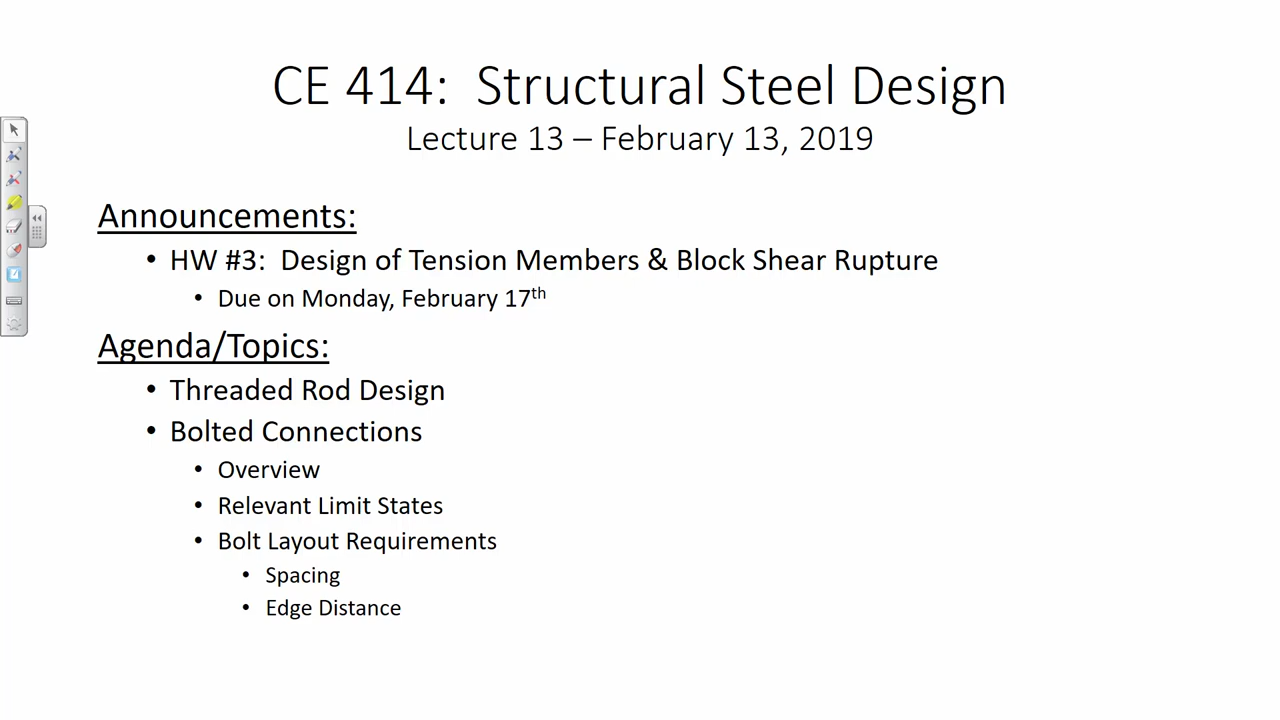 CE 414: Structural Steel Design
Lecture 13 – February 13, 2019
Announcements:
• HW #3: Design of Tension Members & Block Shear Rupture
• Due on Monday, February 17th
Agenda/Topics:
• Threaded Rod Design
• Bolted Connections
• Overview
• Relevant Limit States
• Bolt Layout Requirements
• Spacing
• Edge Distance